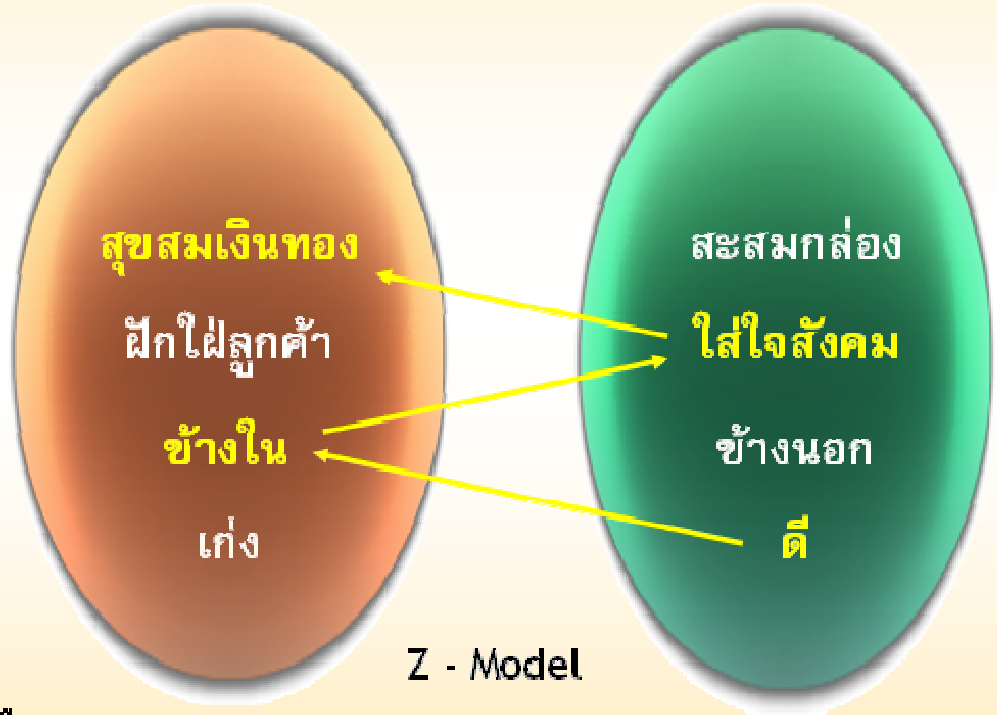 สุขสมเงินทอง
ฝักใฝ่ลูกค้า
ข้างใน
เก่ง
สะสมกล่อง
ใส่ใจสังคม
ข้างนอก
ดี
Z - Model